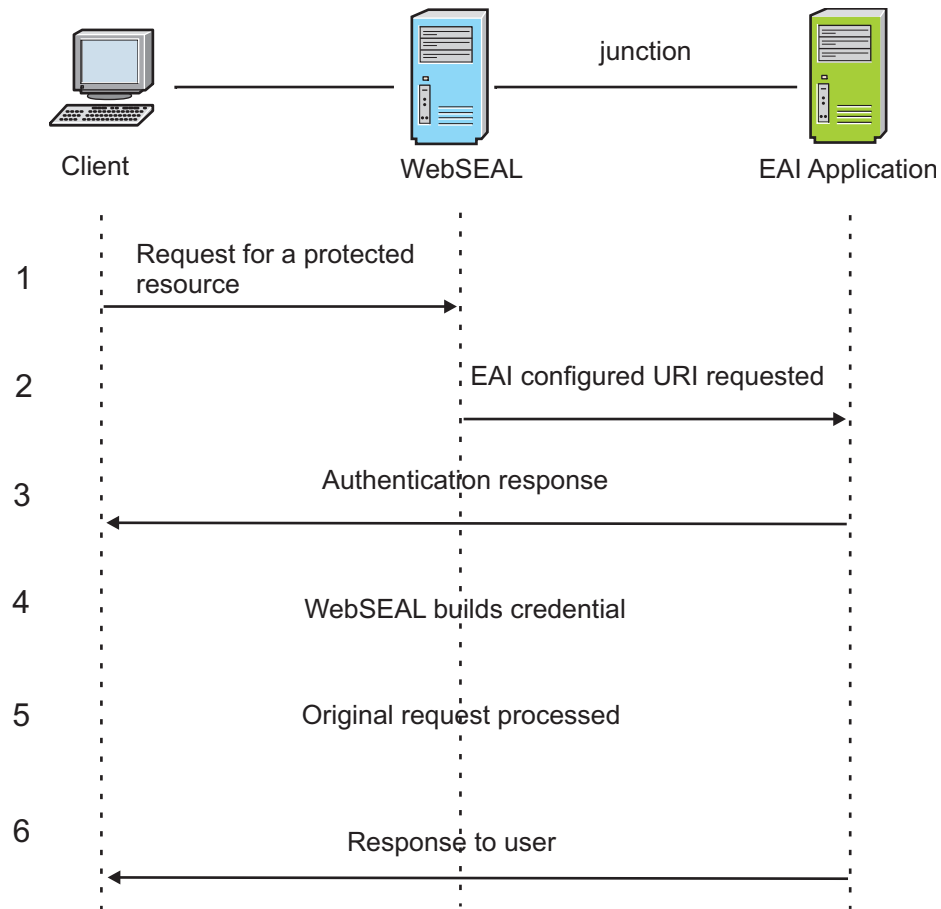 junction
Client
WebSEAL
EAI Application
1
Request for a protected
resource
2
EAI configured URI requested
3
Authentication response
4
WebSEAL builds credential
5
Original request processed
6
Response to user